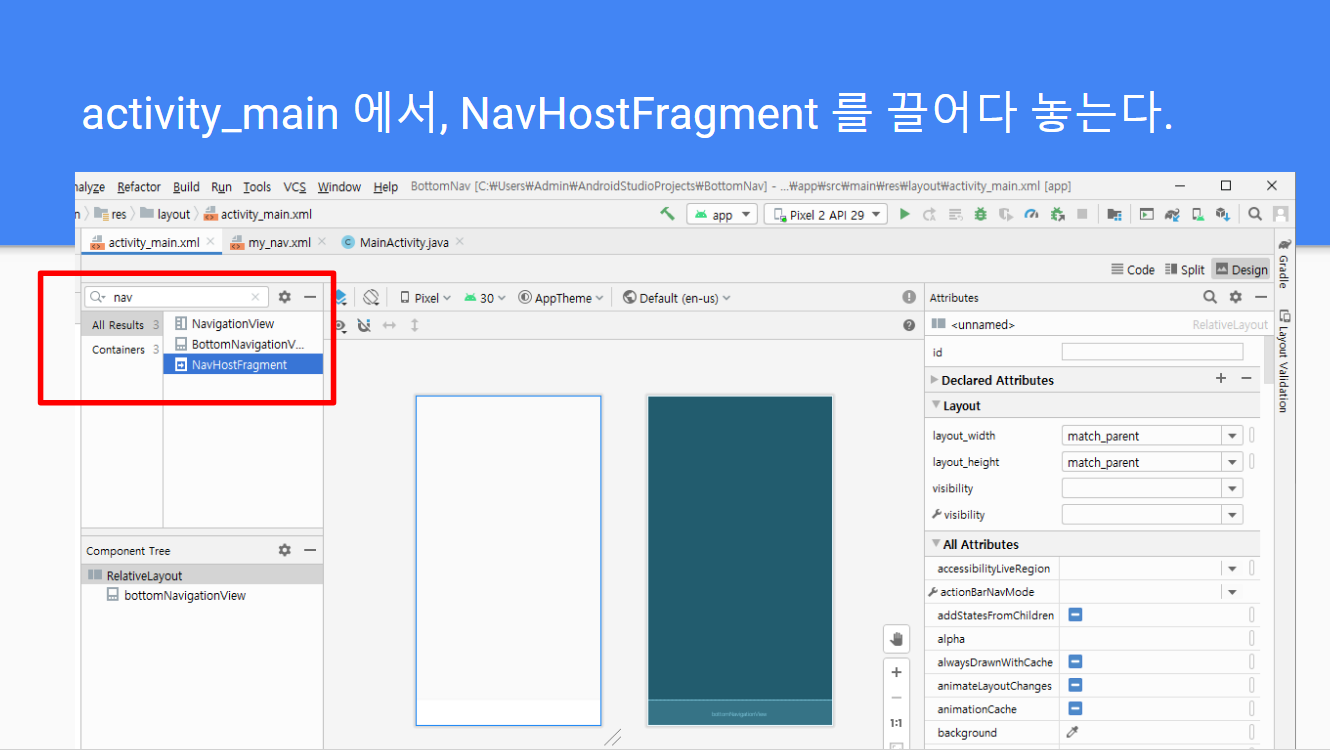 activity_main 에서, NavHostFragment 를 끌어다 놓는다.
nalyze Refactor Build Run Tools VCS Window Help BottomNav [C:₩Users₩Admin₩AndroidStudioProjects₩BottomNav] - ...₩app₩src₩main₩res₩layout₩activity_main.xml [app]
n res layout activity_main.xml app Pixel 2 API 29
activity_main.xml my_nav.xml MainActivity.java
Gradle
Code Split Design
nav Pixel 30 AppTheme Default (en-us) Attributes
All Results 3 NavigationView <unnamed> RelativeLayout
Layout Validation
Containers 3 BottomNavigationV...
NavHostFragment
id
Declared Attributes
Layout
layout_width match_parent
layout_height match_parent
visibility
visibility
Component Tree All Attributes
RelativeLayout accessibilityLiveRegion
bottomNavigationView actionBarNavMode
addStatesFromChildren
alpha
alwaysDrawnWithCache
animateLayoutChanges
animationCache
bottomNavigationView
1:1
background